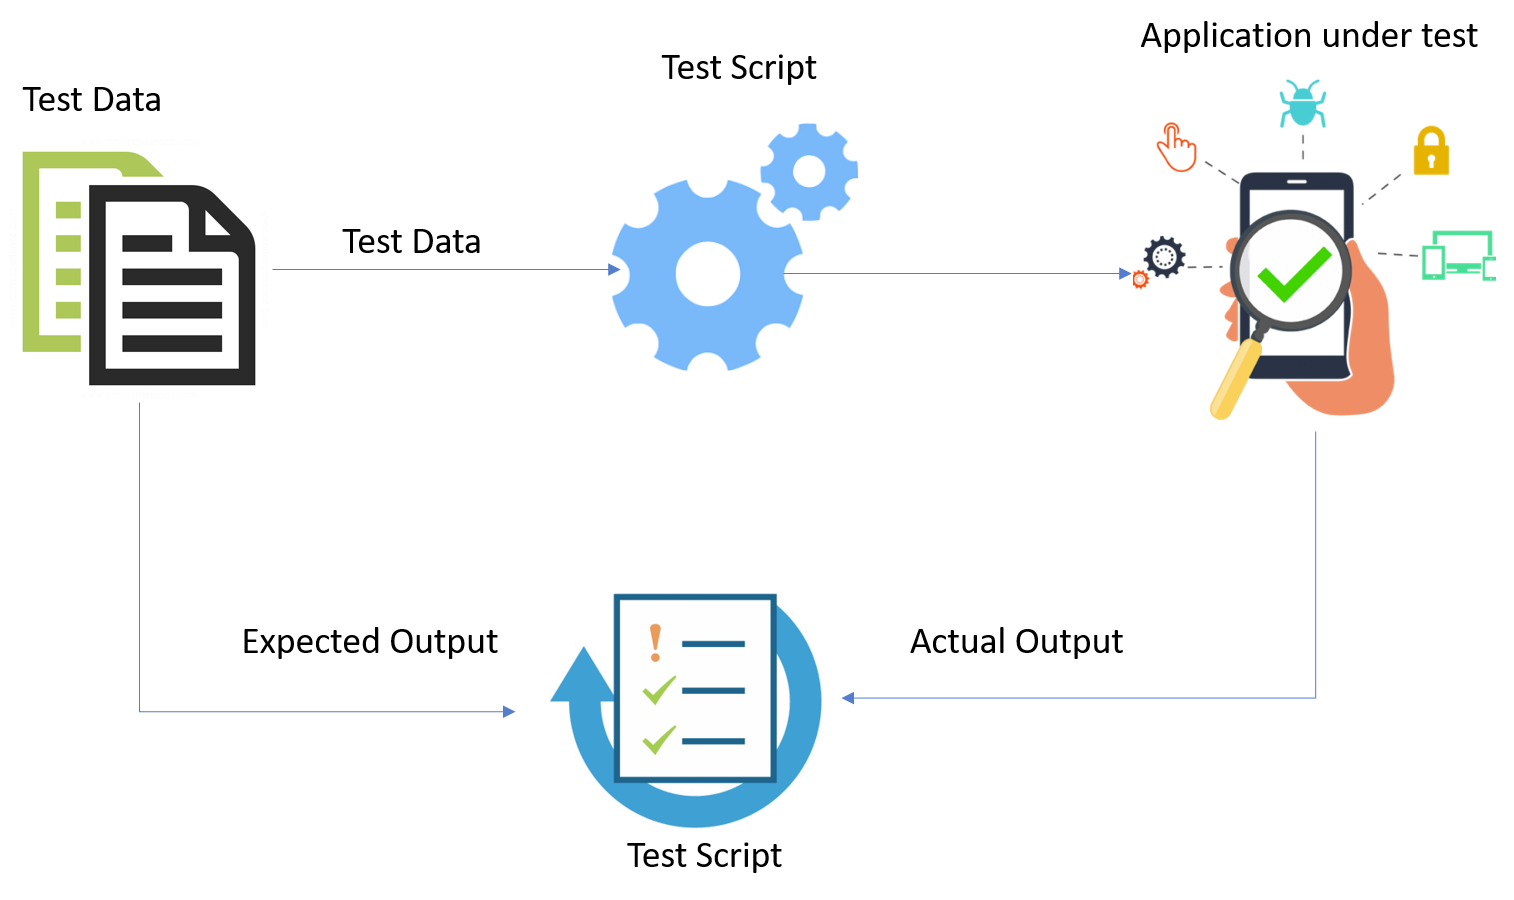 Application under test
Test Script
Test Data
Test Data
Expected Output
Actual Output
Test Script